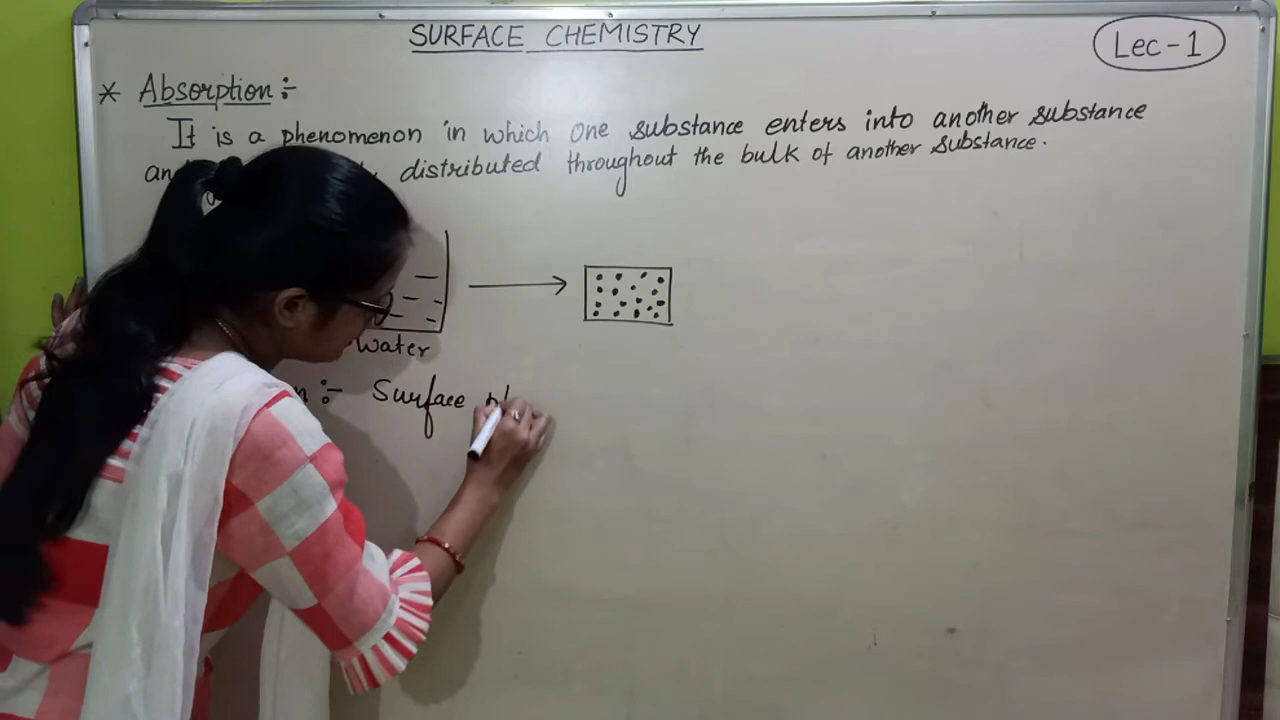 SURFACE CHEMISTRY
Lec-1
* Absorption :-
It is a phenomenon in which one substance enters into another substance
distributed throughout the bulk of another substance.
water
:- Surface